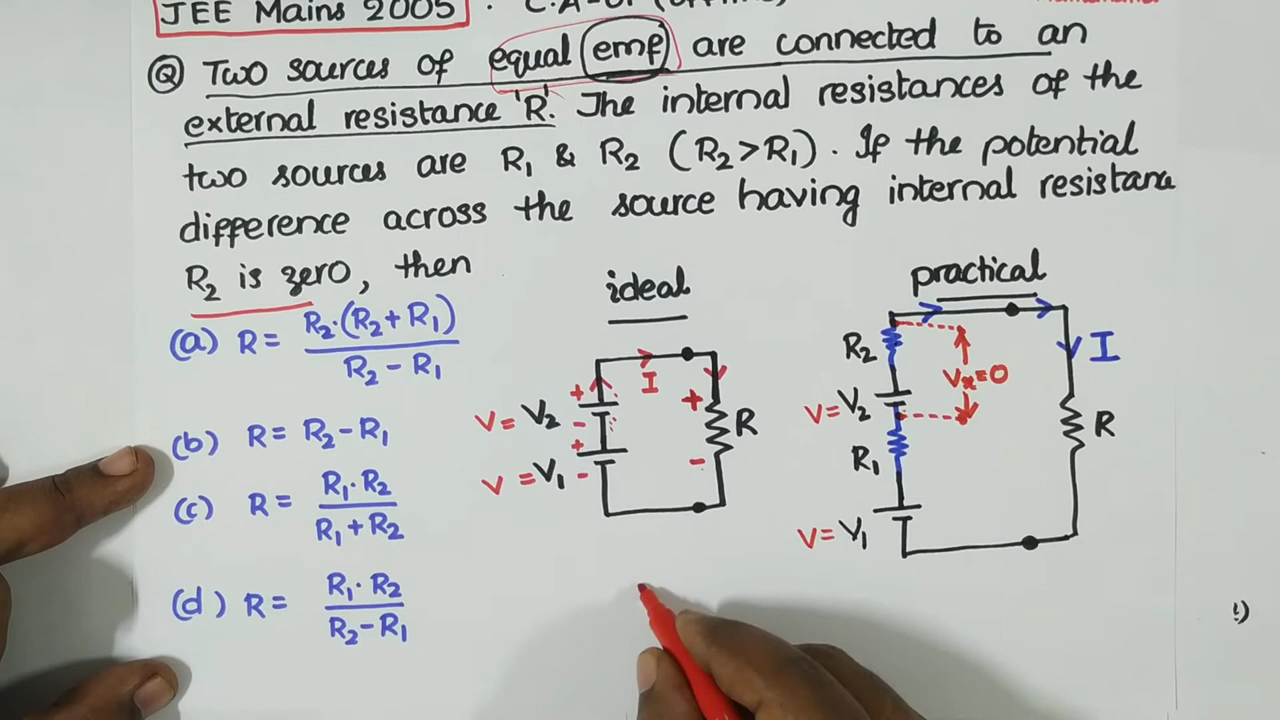 JEE Mains 2005
Q Two sources of equal emf are connected to an
external resistance 'R'. The internal resistances of the
two sources are R₁ & R₂ (R₂>R₁). If the potential
difference across the source having internal resistanc
R₂ is zero, then
(a) R = R₂·(R₂+R₁) / R₂-R₁
(b) R = R₂-R₁
(c) R = R₁·R₂ / R₁+R₂
(d) R = R₁·R₂ / R₂-R₁
ideal
+
I
+
V = V₂
-
R
+
V = V₁
-
-
practical
R₂
I
Vx=0
V = V₂
R
R₁
V = V₁